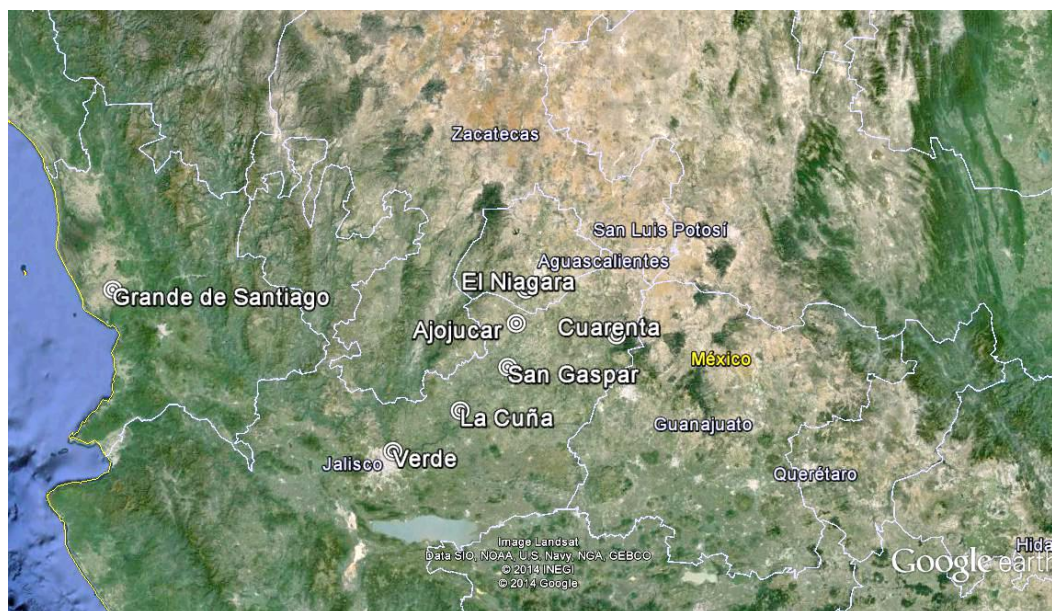 Zacatecas
San Luis Potosí
Aguascalientes
El Niagara
Grande de Santiago
Ajojucar
Cuarenta
México
San Gaspar
La Cuña
Guanajuato
Jalisco
Verde
Querétaro
Image Landsat
Data SIO, NOAA, U.S. Navy, NGA, GEBCO
© 2014 INEGI
© 2014 Google
Hida
Google earth